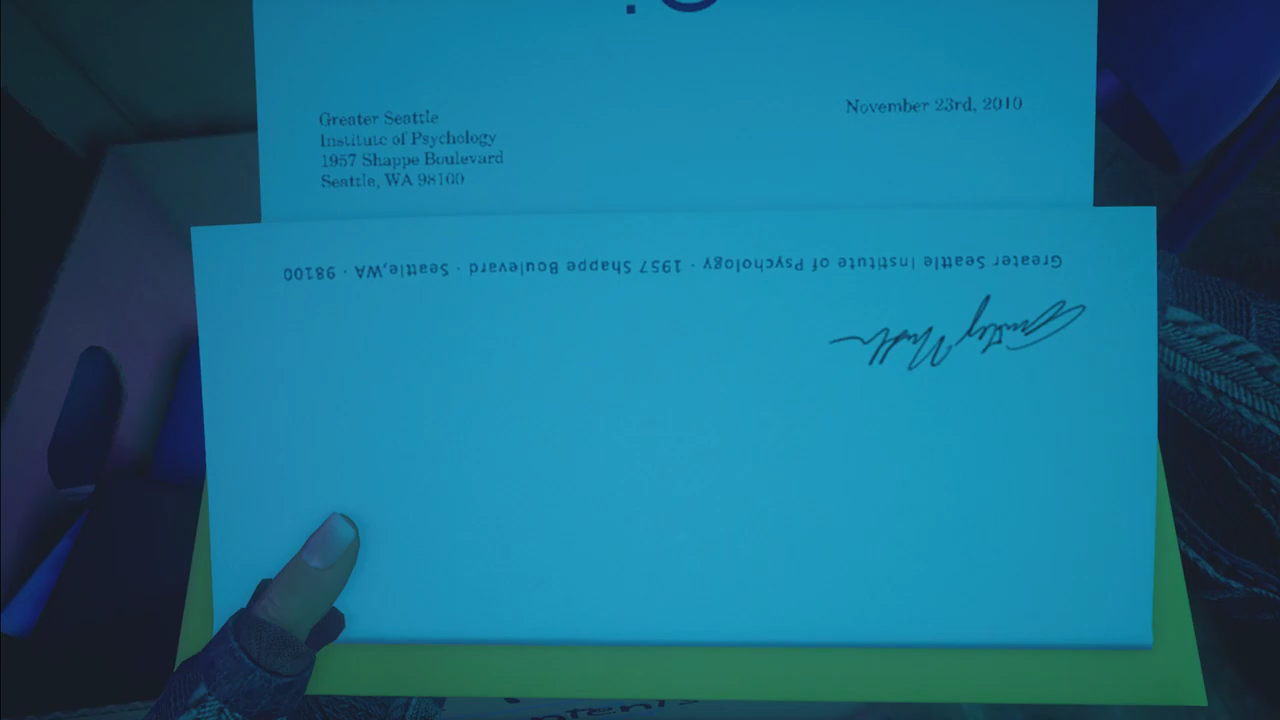 Greater Seattle
Institute of Psychology
1957 Shappe Boulevard
Seattle, WA 98100
November 23rd, 2010
Greater Seattle Institute of Psychology · 1957 Shappe Boulevard · Seattle,WA · 98100